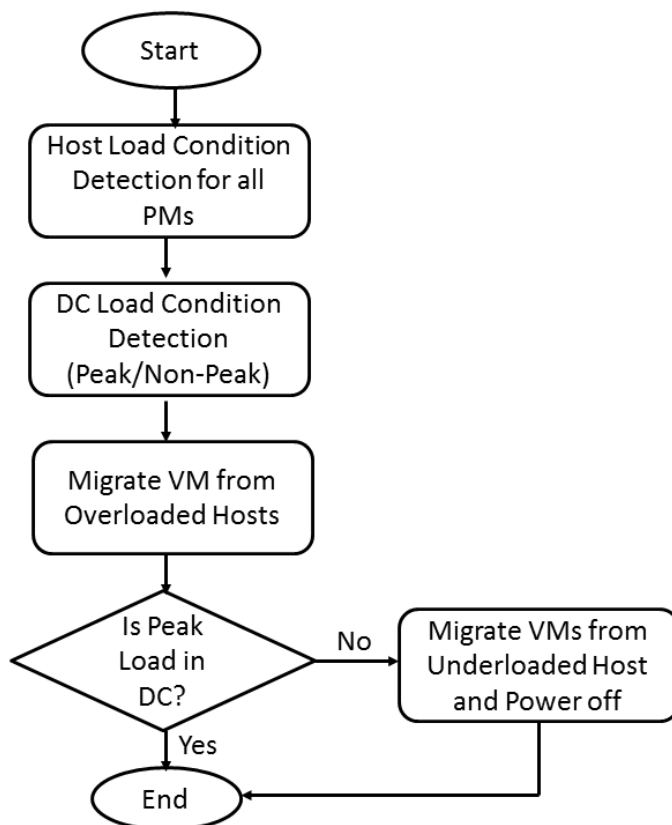 Start
Host Load Condition
Detection for all
PMs
DC Load Condition
Detection
(Peak/Non-Peak)
Migrate VM from
Overloaded Hosts
Is Peak
Load in
DC?
No
Migrate VMs from
Underloaded Host
and Power off
Yes
End